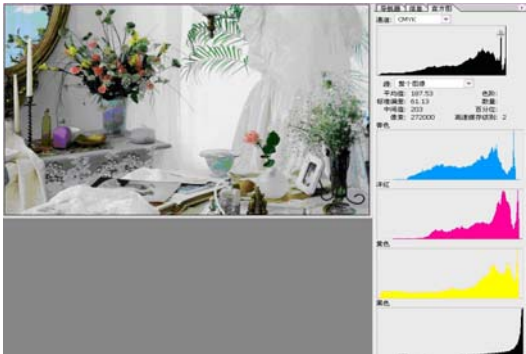 导航器 信息 直方图
通道: CMYK
源: 整个图像
平均值: 187.53 色阶:
标准偏差: 61.13 数量:
中间值: 203 百分位:
像素: 272000 高速缓存级别: 2
青色
洋红
黄色
黑色